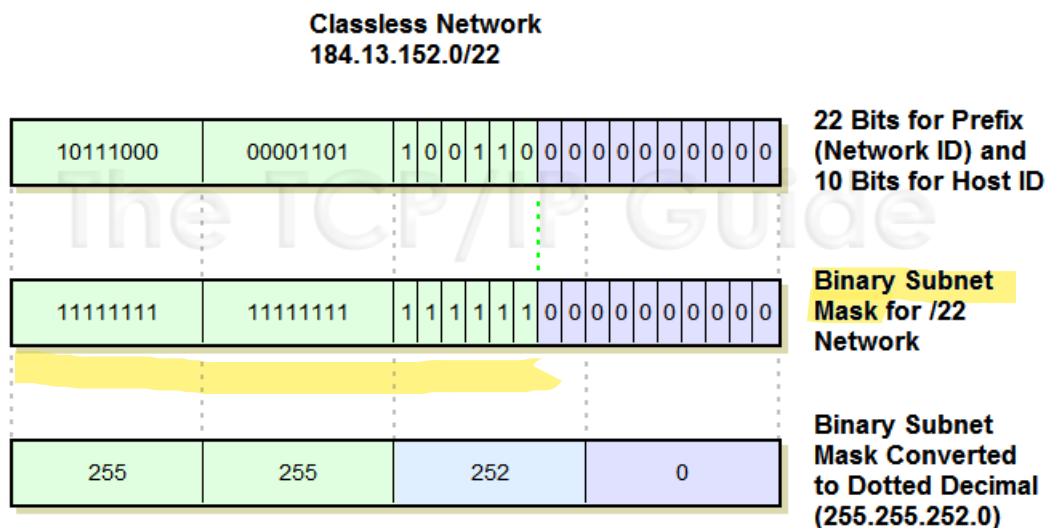 Classless Network
184.13.152.0/22
10111000 00001101 1 0 0 1 1 0 0 0 0 0 0 0 0 0 0 0
22 Bits for Prefix
(Network ID) and
10 Bits for Host ID
The TCP/IP Guide
11111111 11111111 1 1 1 1 1 1 0 0 0 0 0 0 0 0 0 0
Binary Subnet
Mask for /22
Network
255 255 252 0
Binary Subnet
Mask Converted
to Dotted Decimal
(255.255.252.0)